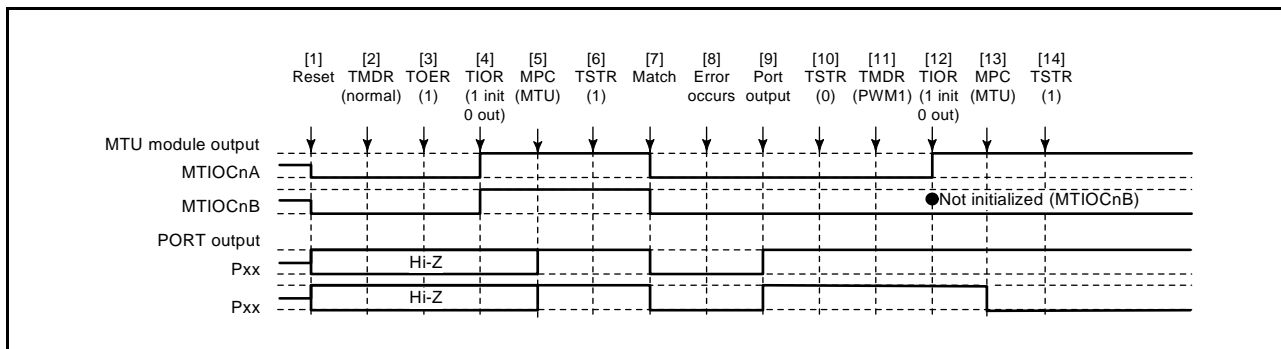 [1] [2] [3] [4] [5] [6] [7] [8] [9] [10] [11] [12] [13] [14]
Reset TMDR TOER TIOR MPC TSTR Match Error Port TSTR TMDR TIOR MPC TSTR
(normal) (1) (1 init (MTU) (1) occurs output (0) (PWM1) (1 init (MTU) (1)
0 out) 0 out)
MTU module output
MTIOCnA
MTIOCnB
●Not initialized (MTIOCnB)
PORT output
Pxx
Hi-Z
Pxx
Hi-Z